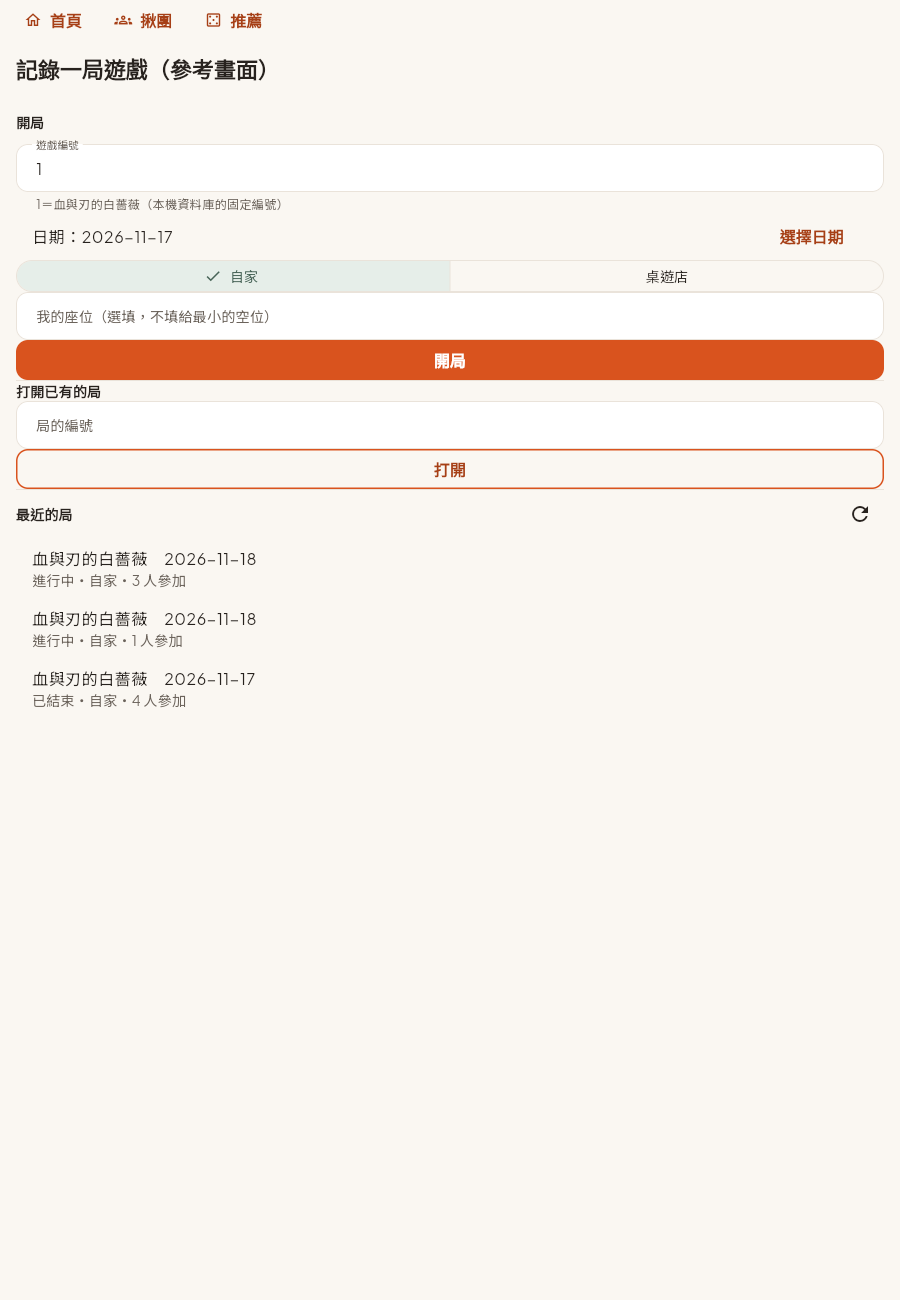 首頁 揪團 推薦
記錄一局遊戲（參考畫面）
開局
遊戲編號
1
1＝血與刃的白薔薇（本機資料庫的固定編號）
日期：2026-11-17 選擇日期
自家 桌遊店
我的座位（選填，不填給最小的空位）
開局
打開已有的局
局的編號
打開
最近的局
血與刃的白薔薇　2026-11-18
進行中・自家・3 人參加
血與刃的白薔薇　2026-11-18
進行中・自家・1 人參加
血與刃的白薔薇　2026-11-17
已結束・自家・4 人參加